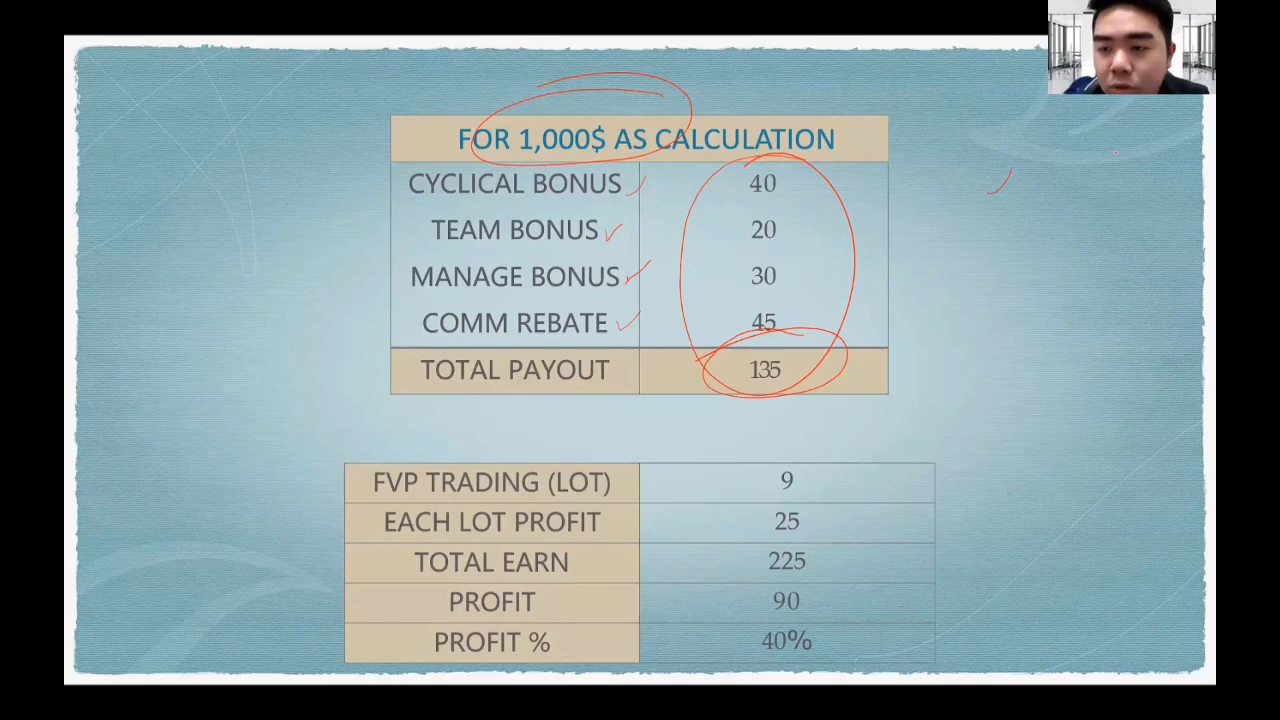 FOR 1,000$ AS CALCULATION
CYCLICAL BONUS 40
TEAM BONUS 20
MANAGE BONUS 30
COMM REBATE 45
TOTAL PAYOUT 135
FVP TRADING (LOT) 9
EACH LOT PROFIT 25
TOTAL EARN 225
PROFIT 90
PROFIT % 40%